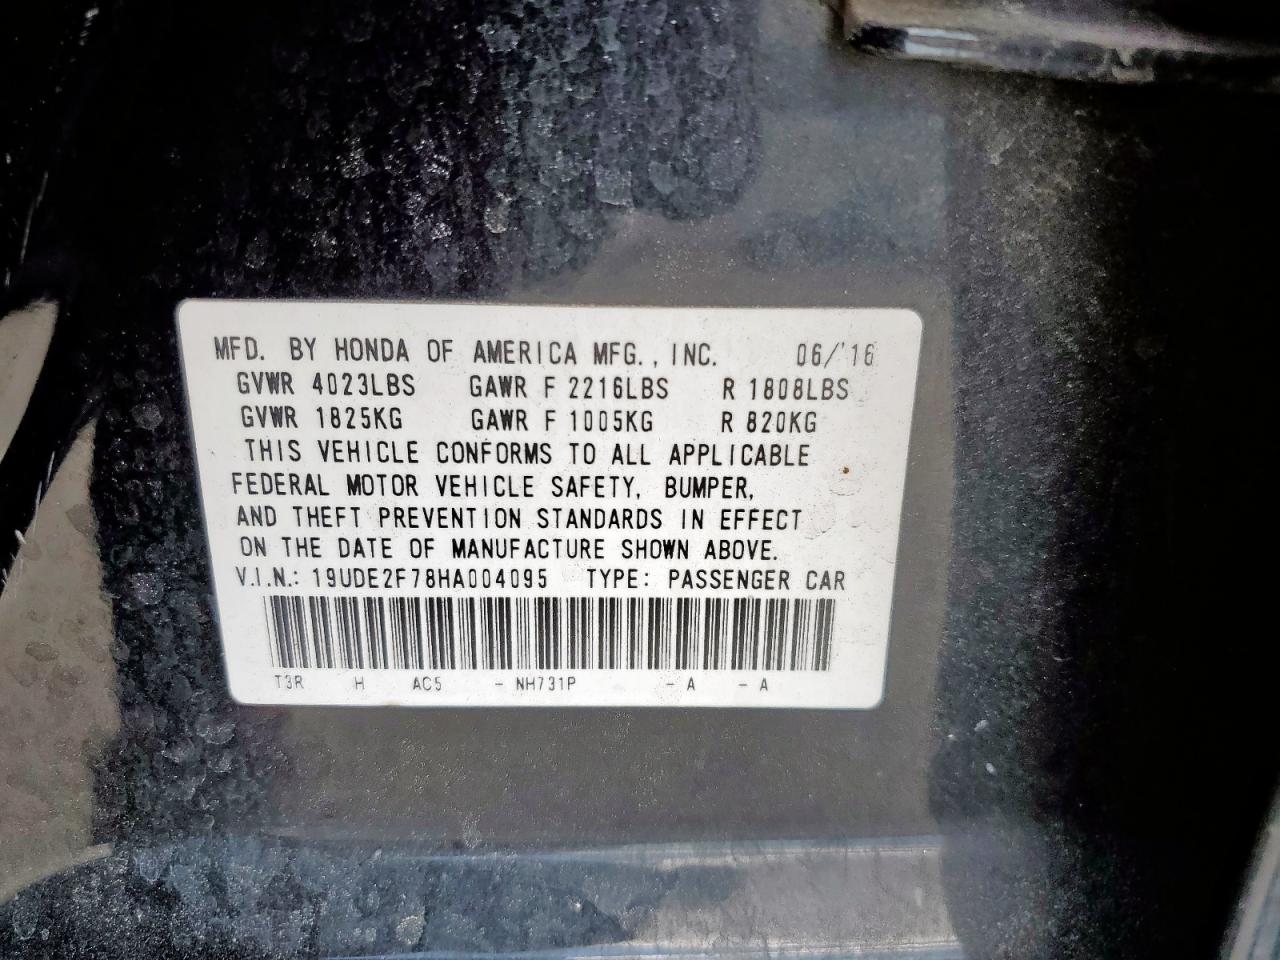 MFD. BY HONDA OF AMERICA MFG., INC. 06/'16
GVWR 4023LBS GAWR F 2216LBS R 1808LBS
GVWR 1825KG GAWR F 1005KG R 820KG
THIS VEHICLE CONFORMS TO ALL APPLICABLE
FEDERAL MOTOR VEHICLE SAFETY, BUMPER,
AND THEFT PREVENTION STANDARDS IN EFFECT
ON THE DATE OF MANUFACTURE SHOWN ABOVE.
V.I.N.: 19UDE2F78HA004095 TYPE: PASSENGER CAR
T3R H AC5 - NH731P - A - A